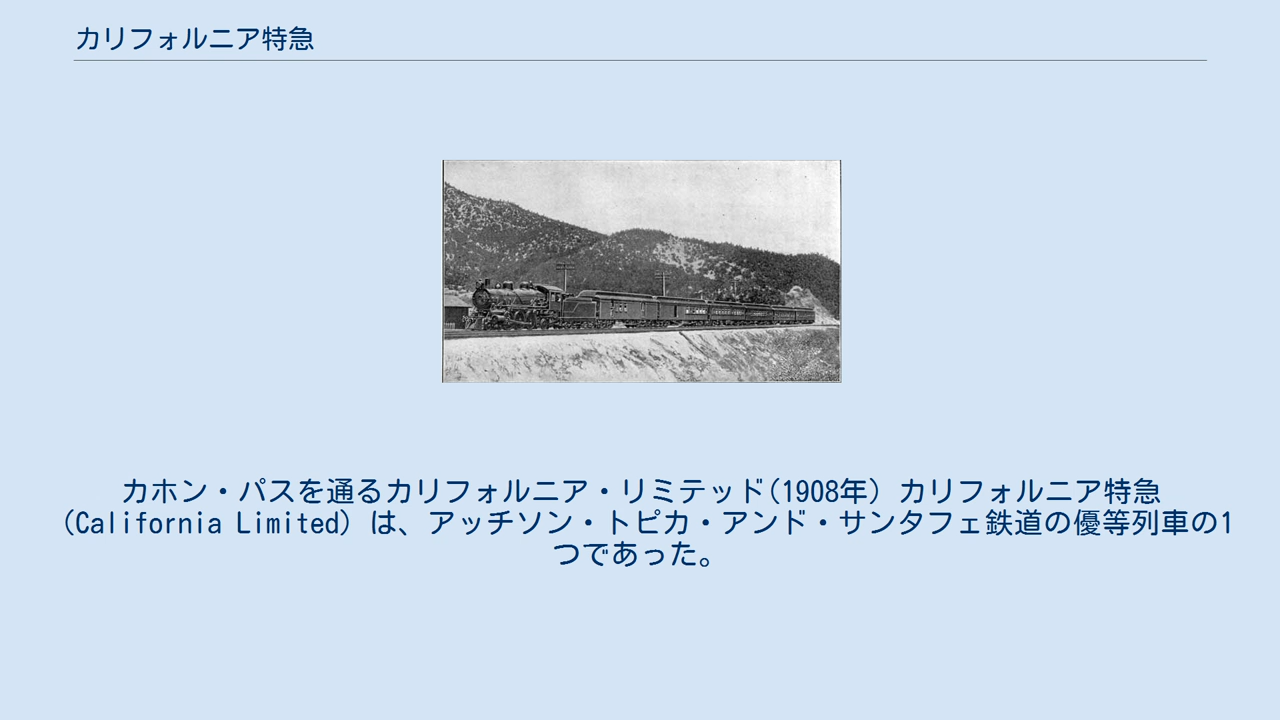 カリフォルニア特急
カホン・パスを通るカリフォルニア・リミテッド(1908年) カリフォルニア特急
(California Limited) は、アッチソン・トピカ・アンド・サンタフェ鉄道の優等列車の1
つであった。